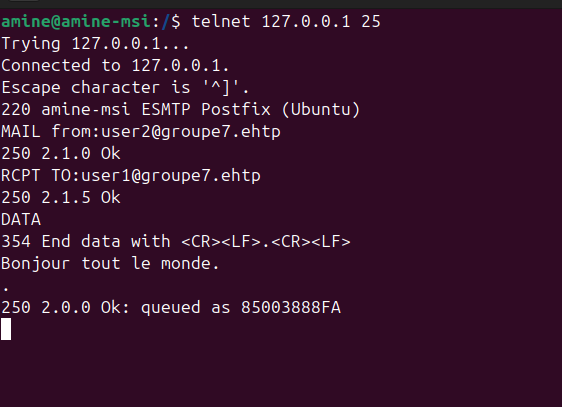 amine@amine-msi:/$ telnet 127.0.0.1 25
Trying 127.0.0.1...
Connected to 127.0.0.1.
Escape character is '^]'.
220 amine-msi ESMTP Postfix (Ubuntu)
MAIL from:user2@groupe7.ehtp
250 2.1.0 Ok
RCPT TO:user1@groupe7.ehtp
250 2.1.5 Ok
DATA
354 End data with <CR><LF>.<CR><LF>
Bonjour tout le monde.
.
250 2.0.0 Ok: queued as 85003888FA